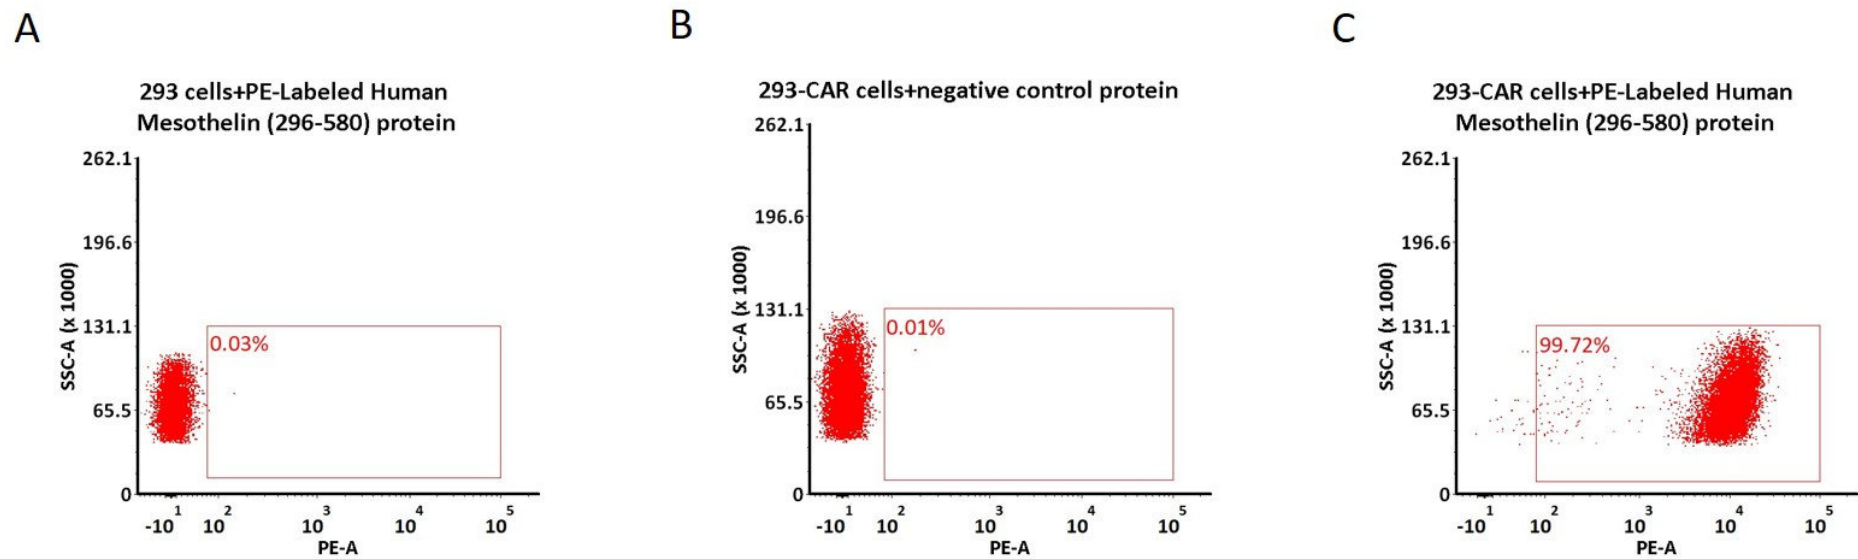 A
293 cells+PE-Labeled Human
Mesothelin (296-580) protein
262.1
196.6
131.1
65.5
0
SSC-A (x 1000)
0.03%
-10^1 10^2 10^3 10^4 10^5
PE-A
B
293-CAR cells+negative control protein
262.1
196.6
131.1
65.5
0
SSC-A (x 1000)
0.01%
-10^1 10^2 10^3 10^4 10^5
PE-A
C
293-CAR cells+PE-Labeled Human
Mesothelin (296-580) protein
262.1
196.6
131.1
65.5
0
SSC-A (x 1000)
99.72%
-10^1 10^2 10^3 10^4 10^5
PE-A